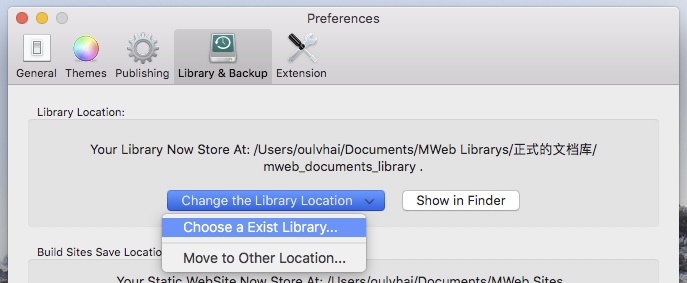 Preferences
General Themes Publishing Library & Backup Extension
Library Location:
Your Library Now Store At: /Users/oulvhai/Documents/MWeb Librarys/正式的文档库/
mweb_documents_library .
Change the Library Location Show in Finder
Choose a Exist Library...
Build Sites Save Locatio
Move to Other Location...
Your Static WebSite Now Store At: /Users/oulvhai/Documents/MWeb Sites